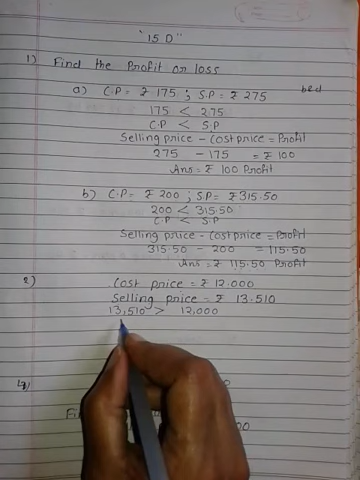 "15 D"
1) Find the Profit or loss
a) C.P = ₹ 175 ; S.P = ₹ 275
175 < 275
C.P < S.P
Selling price - cost price = Profit
275 - 175 = ₹ 100
Ans = ₹ 100 Profit
b) C.P = ₹ 200 ; S.P = ₹ 315.50
200 < 315.50
C.P < S.P
Selling price - cost price = Profit
315.50 - 200 = 115.50
Ans = ₹ 115.50 Profit
2) Cost price = ₹ 12.000
Selling price = ₹ 13.510
13,510 > 12,000